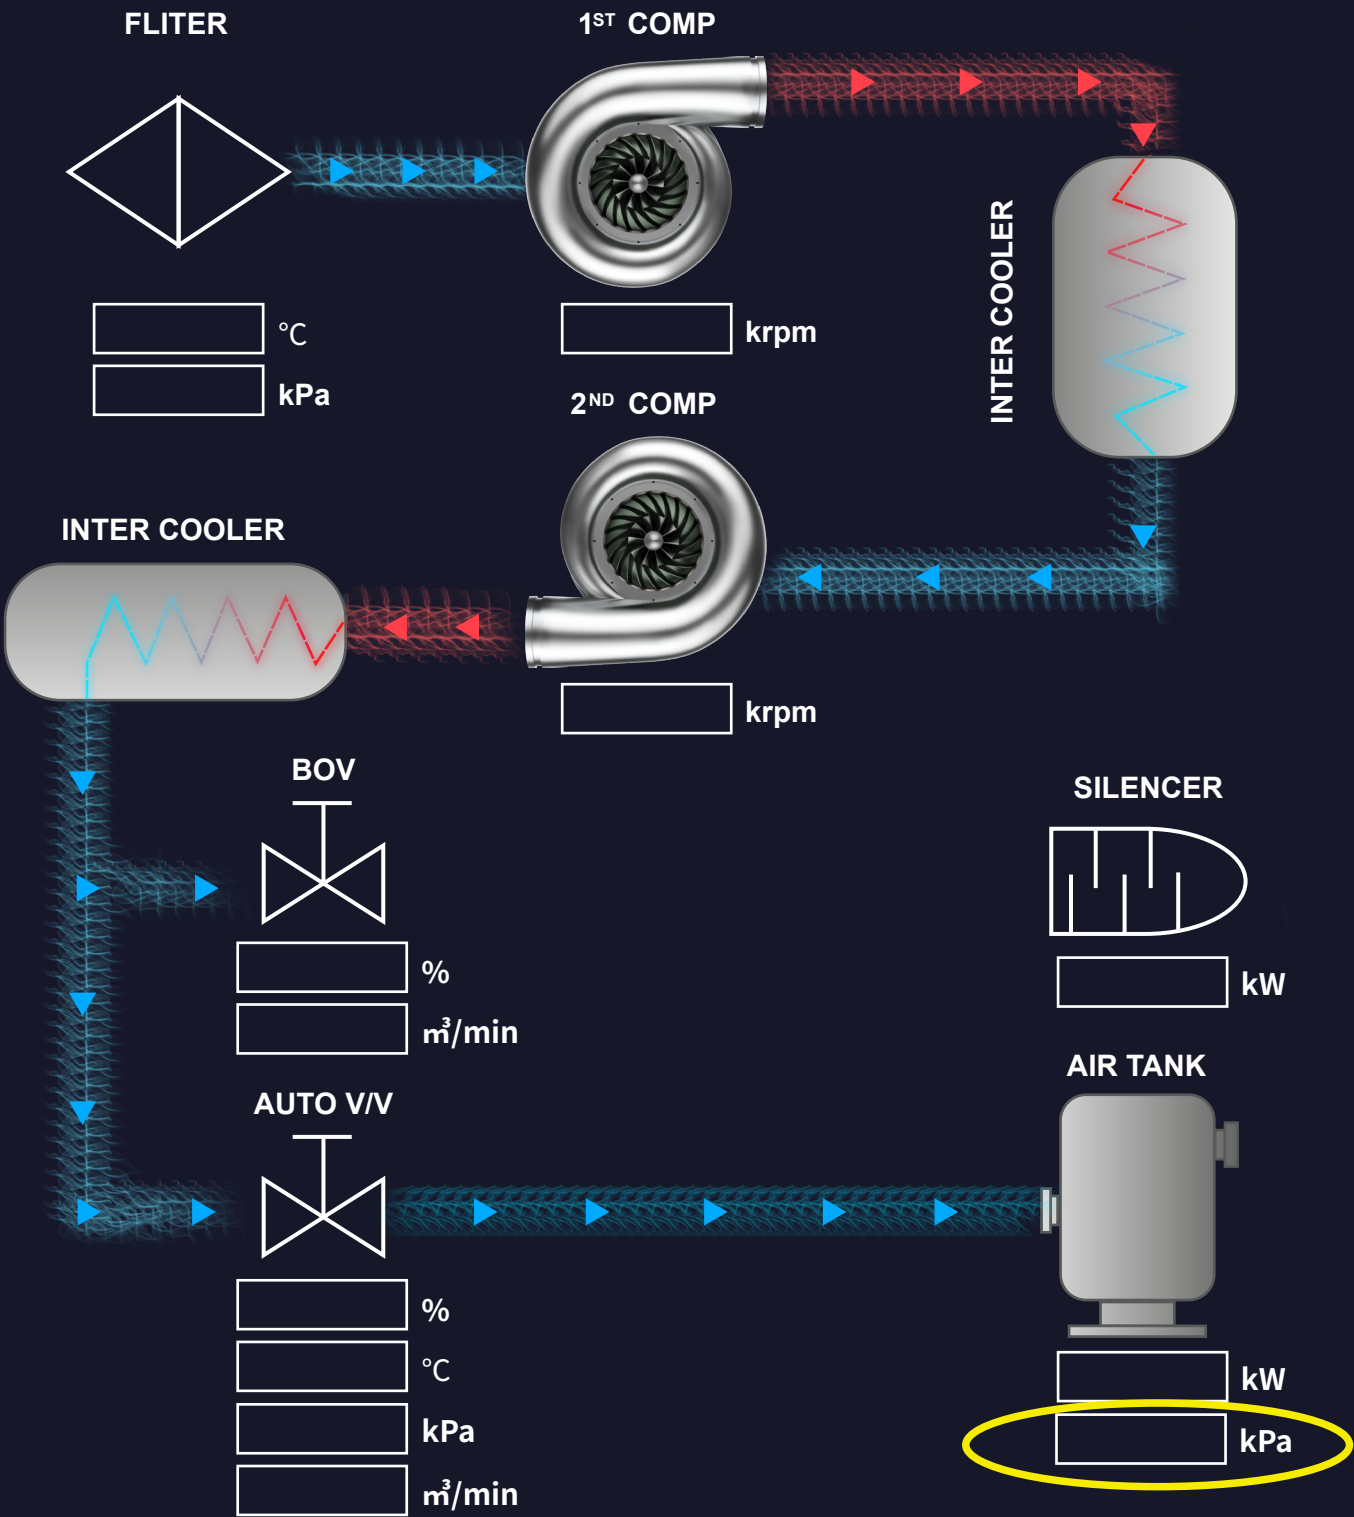 FLITER
1ST COMP
°C
kPa
krpm
INTER COOLER
2ND COMP
krpm
INTER COOLER
BOV
%
m³/min
SILENCER
kW
AUTO V/V
%
°C
kPa
m³/min
AIR TANK
kW
kPa